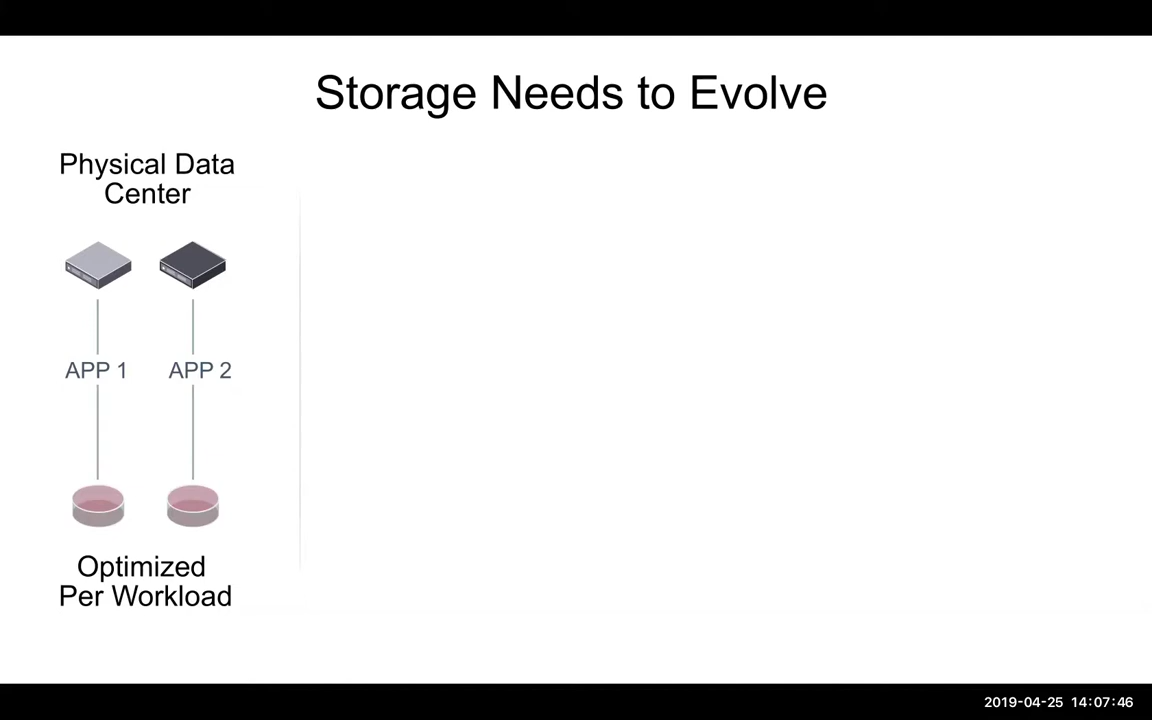 Storage Needs to Evolve
Physical Data
Center
APP 1
APP 2
Optimized
Per Workload
2019-04-25 14:07:46